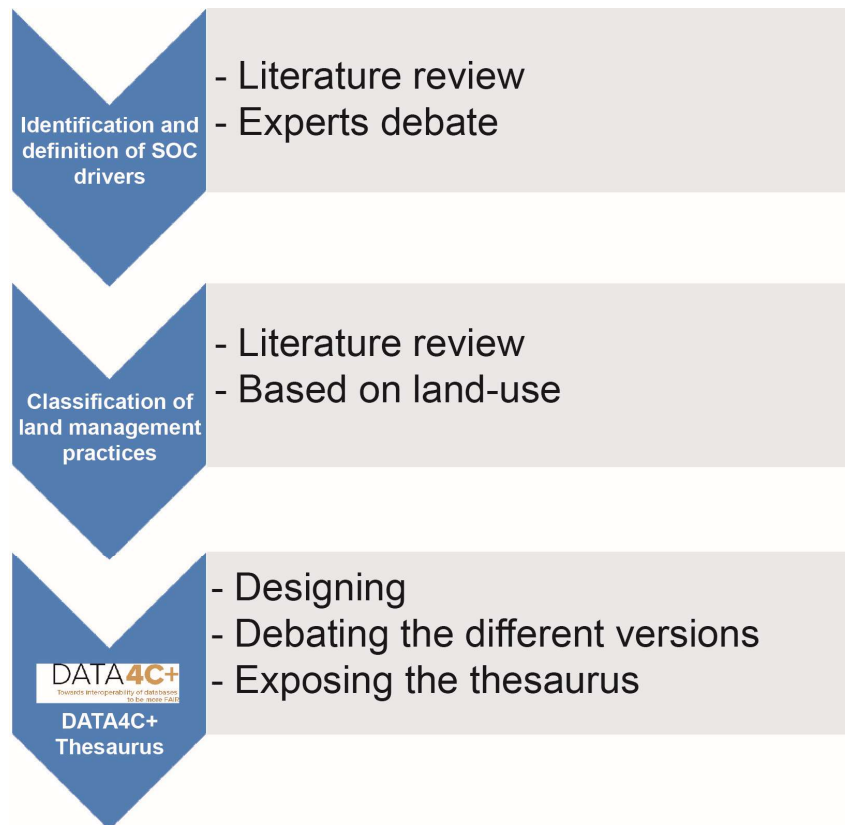 Identification and
definition of SOC
drivers
- Literature review
- Experts debate
Classification of
land management
practices
- Literature review
- Based on land-use
DATA4C+
Towards interoperability of databases
to be more FAIR
DATA4C+
Thesaurus
- Designing
- Debating the different versions
- Exposing the thesaurus